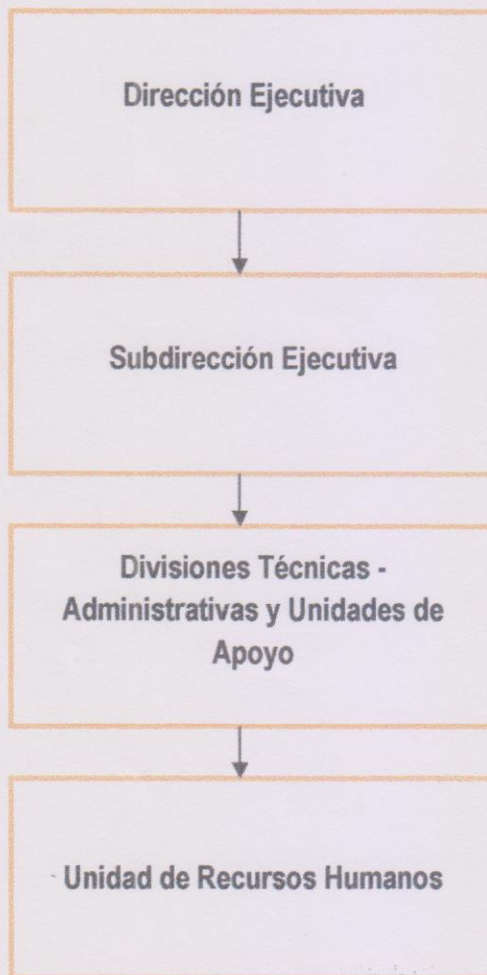 Dirección Ejecutiva
Subdirección Ejecutiva
Divisiones Técnicas -
Administrativas y Unidades de
Apoyo
Unidad de Recursos Humanos